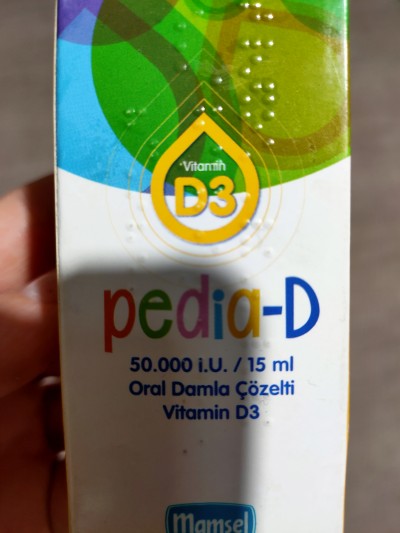 Vitamin
D3
pedia-D
50.000 i.U. / 15 ml
Oral Damla Çözelti
Vitamin D3
Mamsel